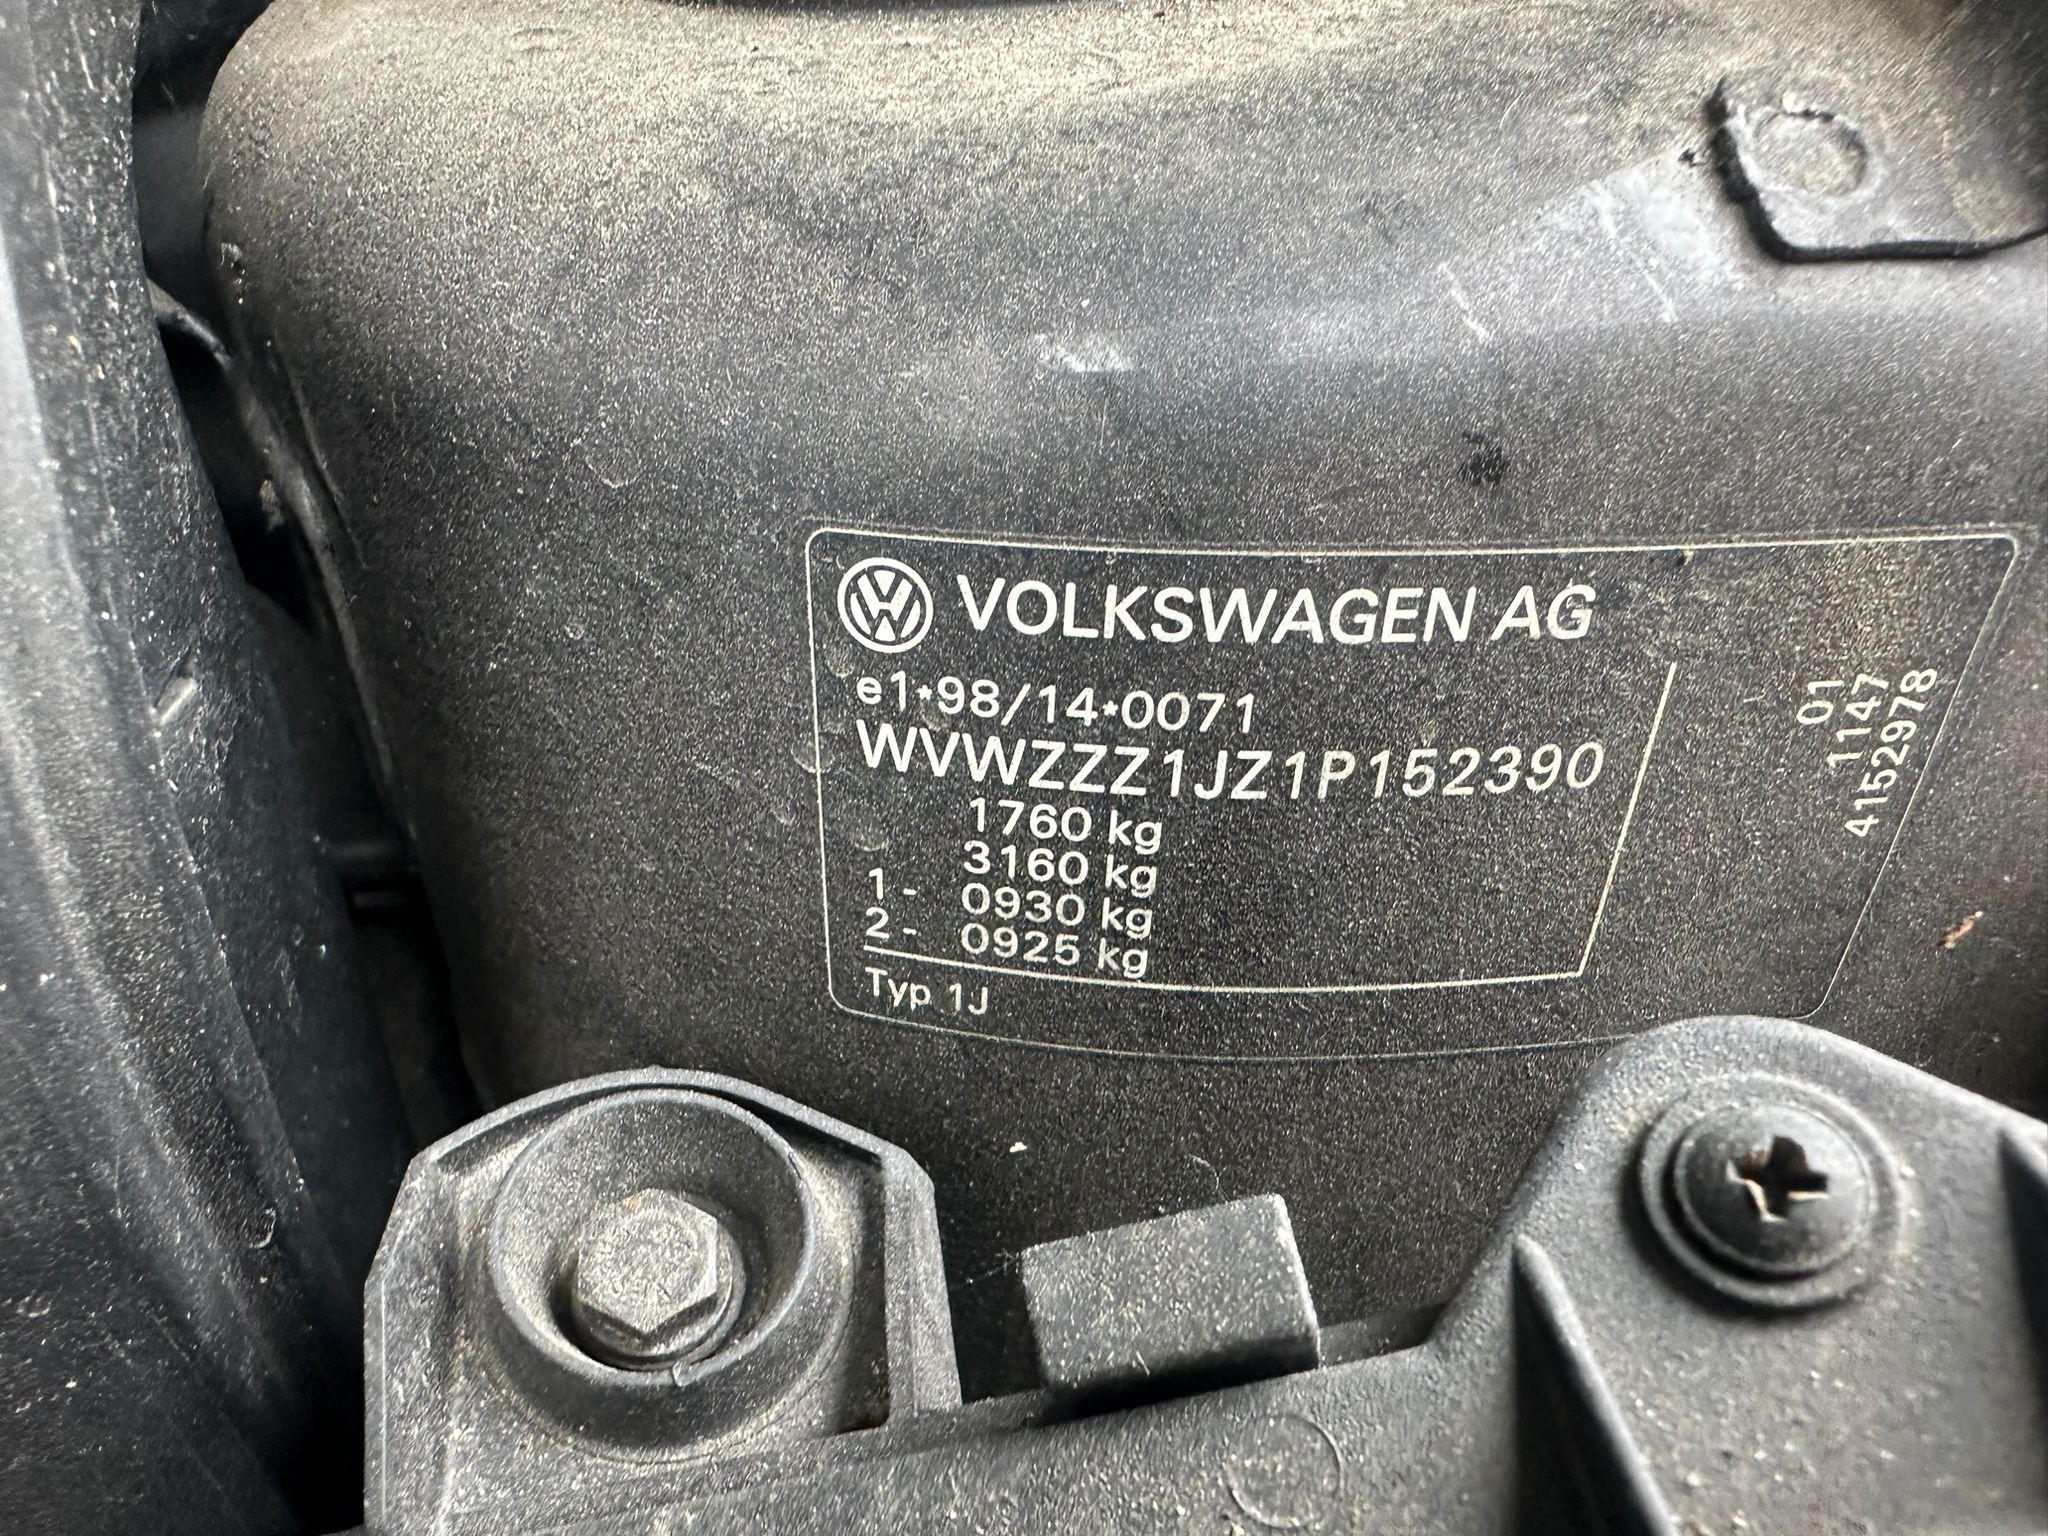 VOLKSWAGEN AG
e1*98/14*0071
WVWZZZ1JZ1P152390
1760 kg
3160 kg
1 - 0930 kg
2 - 0925 kg
Typ 1J
01
1147
4152978